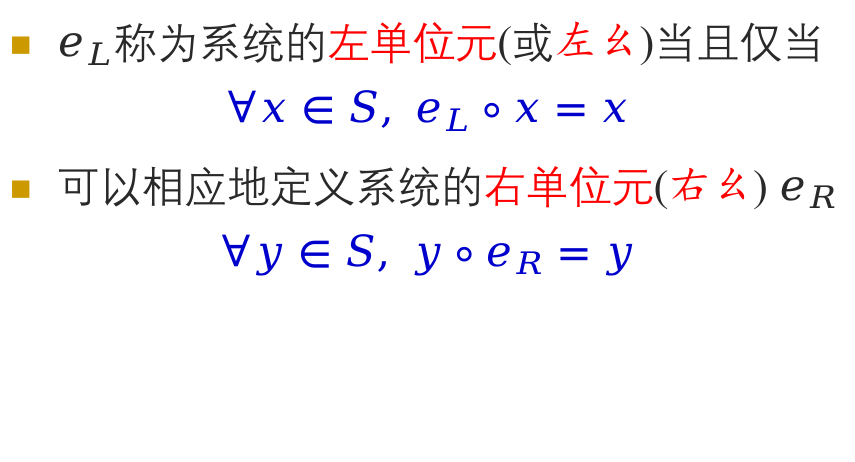 e_L称为系统的左单位元(或左幺)当且仅当
∀x ∈ S, e_L ∘ x = x
可以相应地定义系统的右单位元(右幺) e_R
∀y ∈ S, y ∘ e_R = y